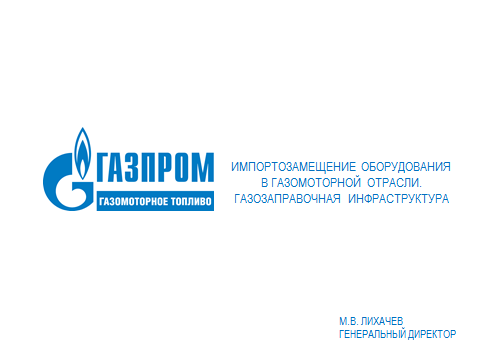 ГАЗПРОМ
ГАЗОМОТОРНОЕ ТОПЛИВО
ИМПОРТОЗАМЕЩЕНИЕ ОБОРУДОВАНИЯ
В ГАЗОМОТОРНОЙ ОТРАСЛИ.
ГАЗОЗАПРАВОЧНАЯ ИНФРАСТРУКТУРА
М.В. ЛИХАЧЕВ
ГЕНЕРАЛЬНЫЙ ДИРЕКТОР